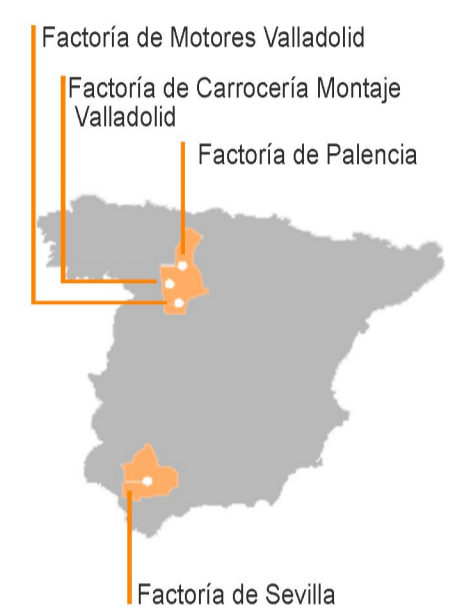 Factoría de Motores Valladolid
Factoría de Carrocería Montaje
Valladolid
Factoría de Palencia
Factoría de Sevilla